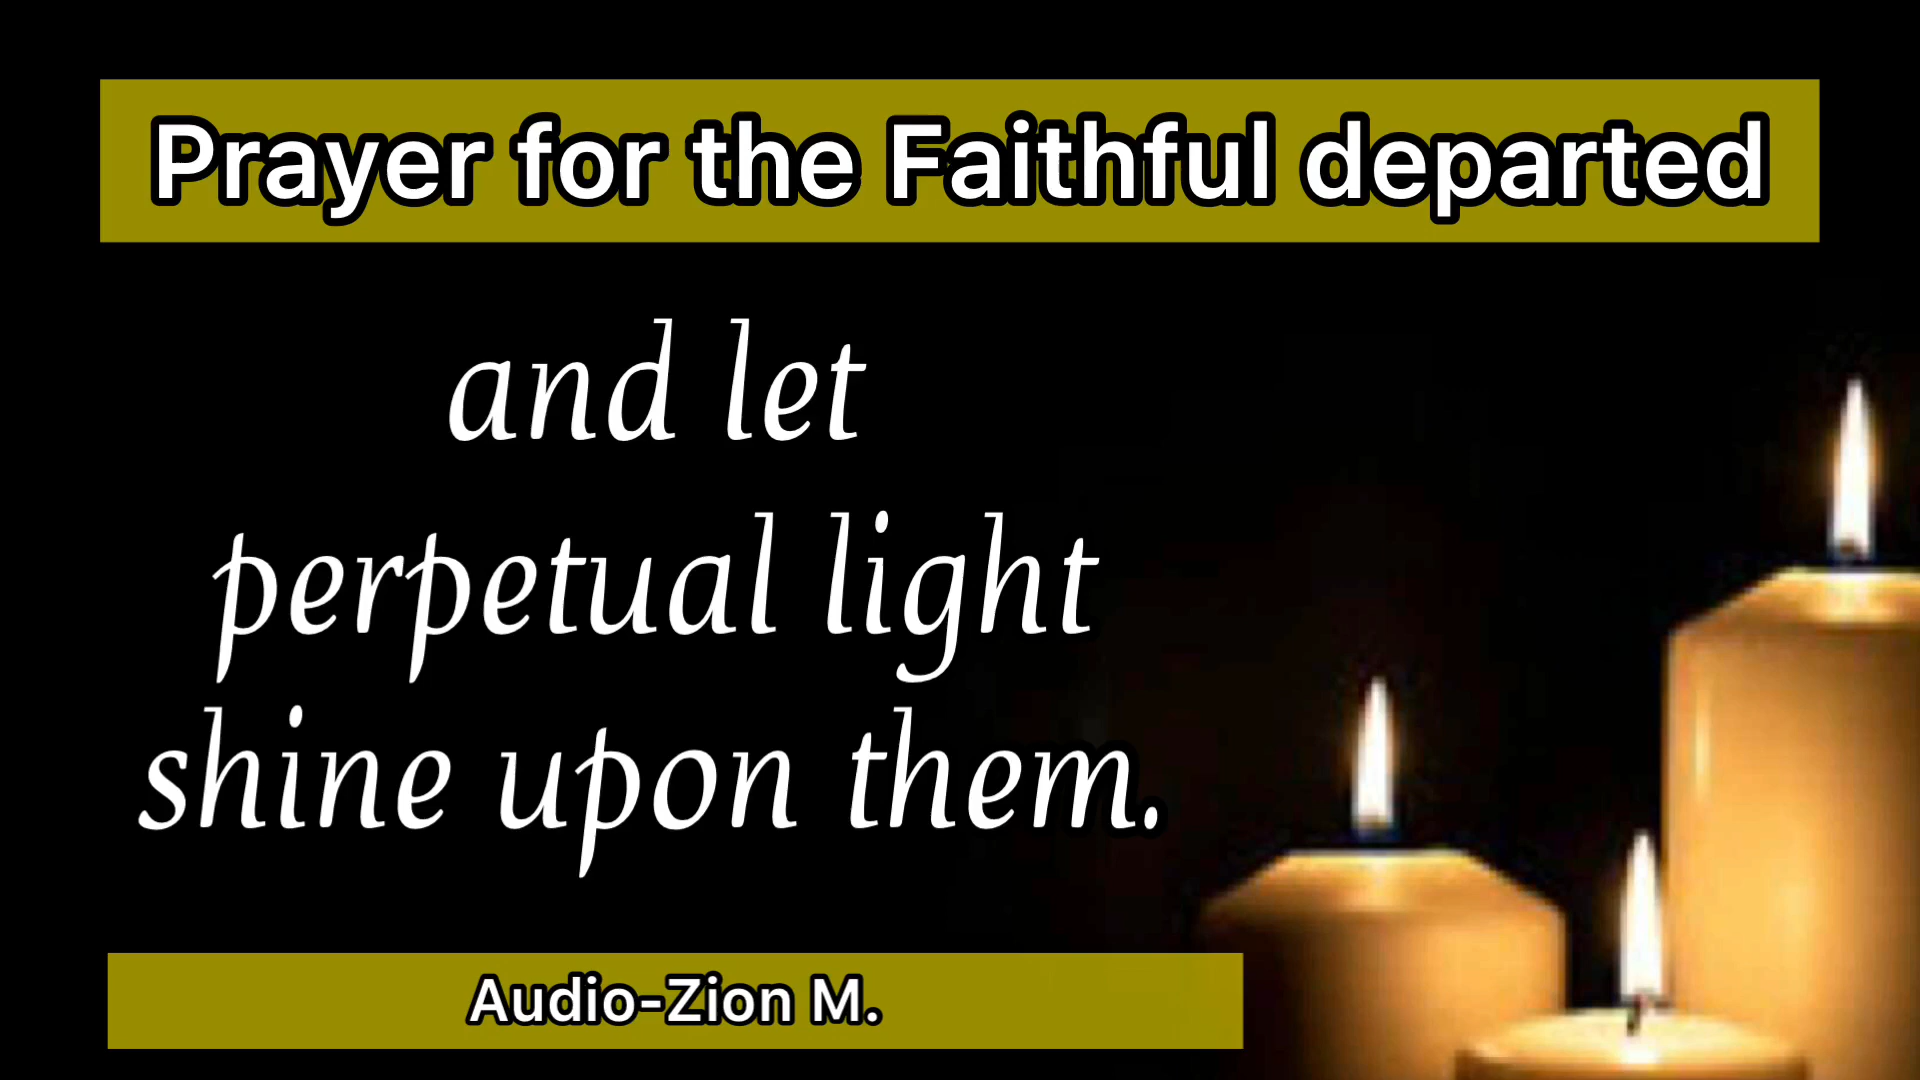 Prayer for the Faithful departed
and let
perpetual light
shine upon them.
Audio-Zion M.